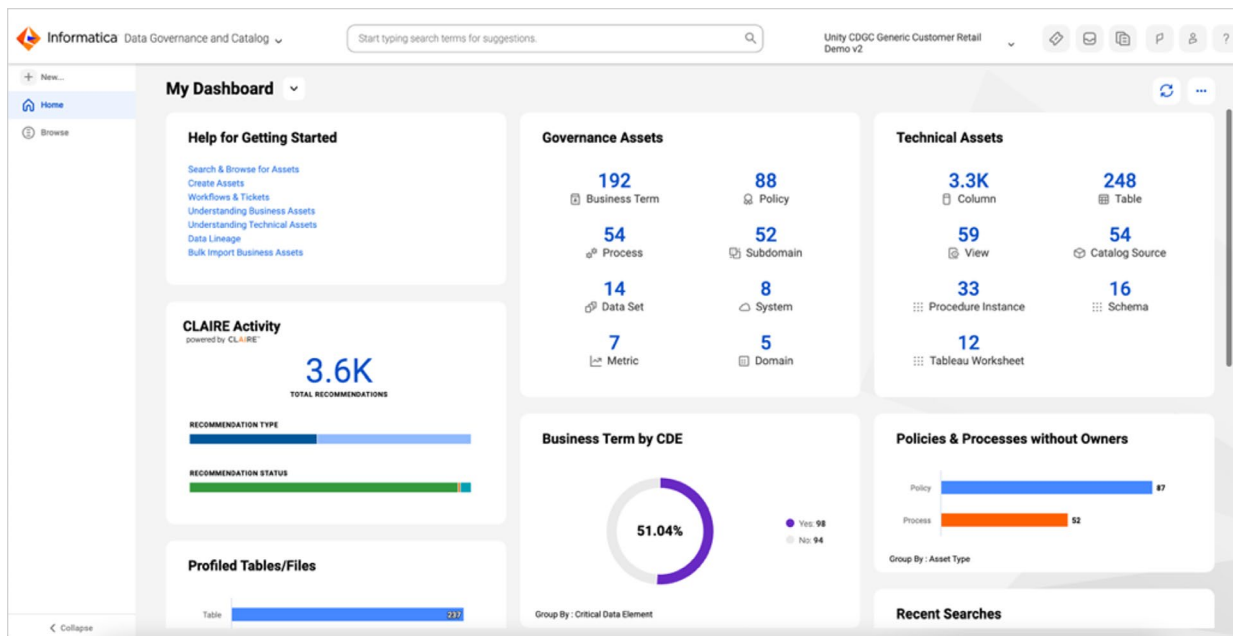 Informatica Data Governance and Catalog
Start typing search terms for suggestions.
Unity CDGC Generic Customer Retail
Demo v2
?
New...
Home
Browse
Collapse
My Dashboard
Help for Getting Started
Search & Browse for Assets
Create Assets
Workflows & Tickets
Understanding Business Assets
Understanding Technical Assets
Data Lineage
Bulk Import Business Assets
CLAIRE Activity
powered by CLAIRE™
3.6K
TOTAL RECOMMENDATIONS
RECOMMENDATION TYPE
RECOMMENDATION STATUS
Profiled Tables/Files
Table 237
Governance Assets
192 88
Business Term Policy
54 52
Process Subdomain
14 8
Data Set System
7 5
Metric Domain
Business Term by CDE
51.04%
Yes: 98
No: 94
Group By : Critical Data Element
Technical Assets
3.3K 248
Column Table
59 54
View Catalog Source
33 16
Procedure Instance Schema
12
Tableau Worksheet
Policies & Processes without Owners
Policy 87
Process 52
Group By : Asset Type
Recent Searches